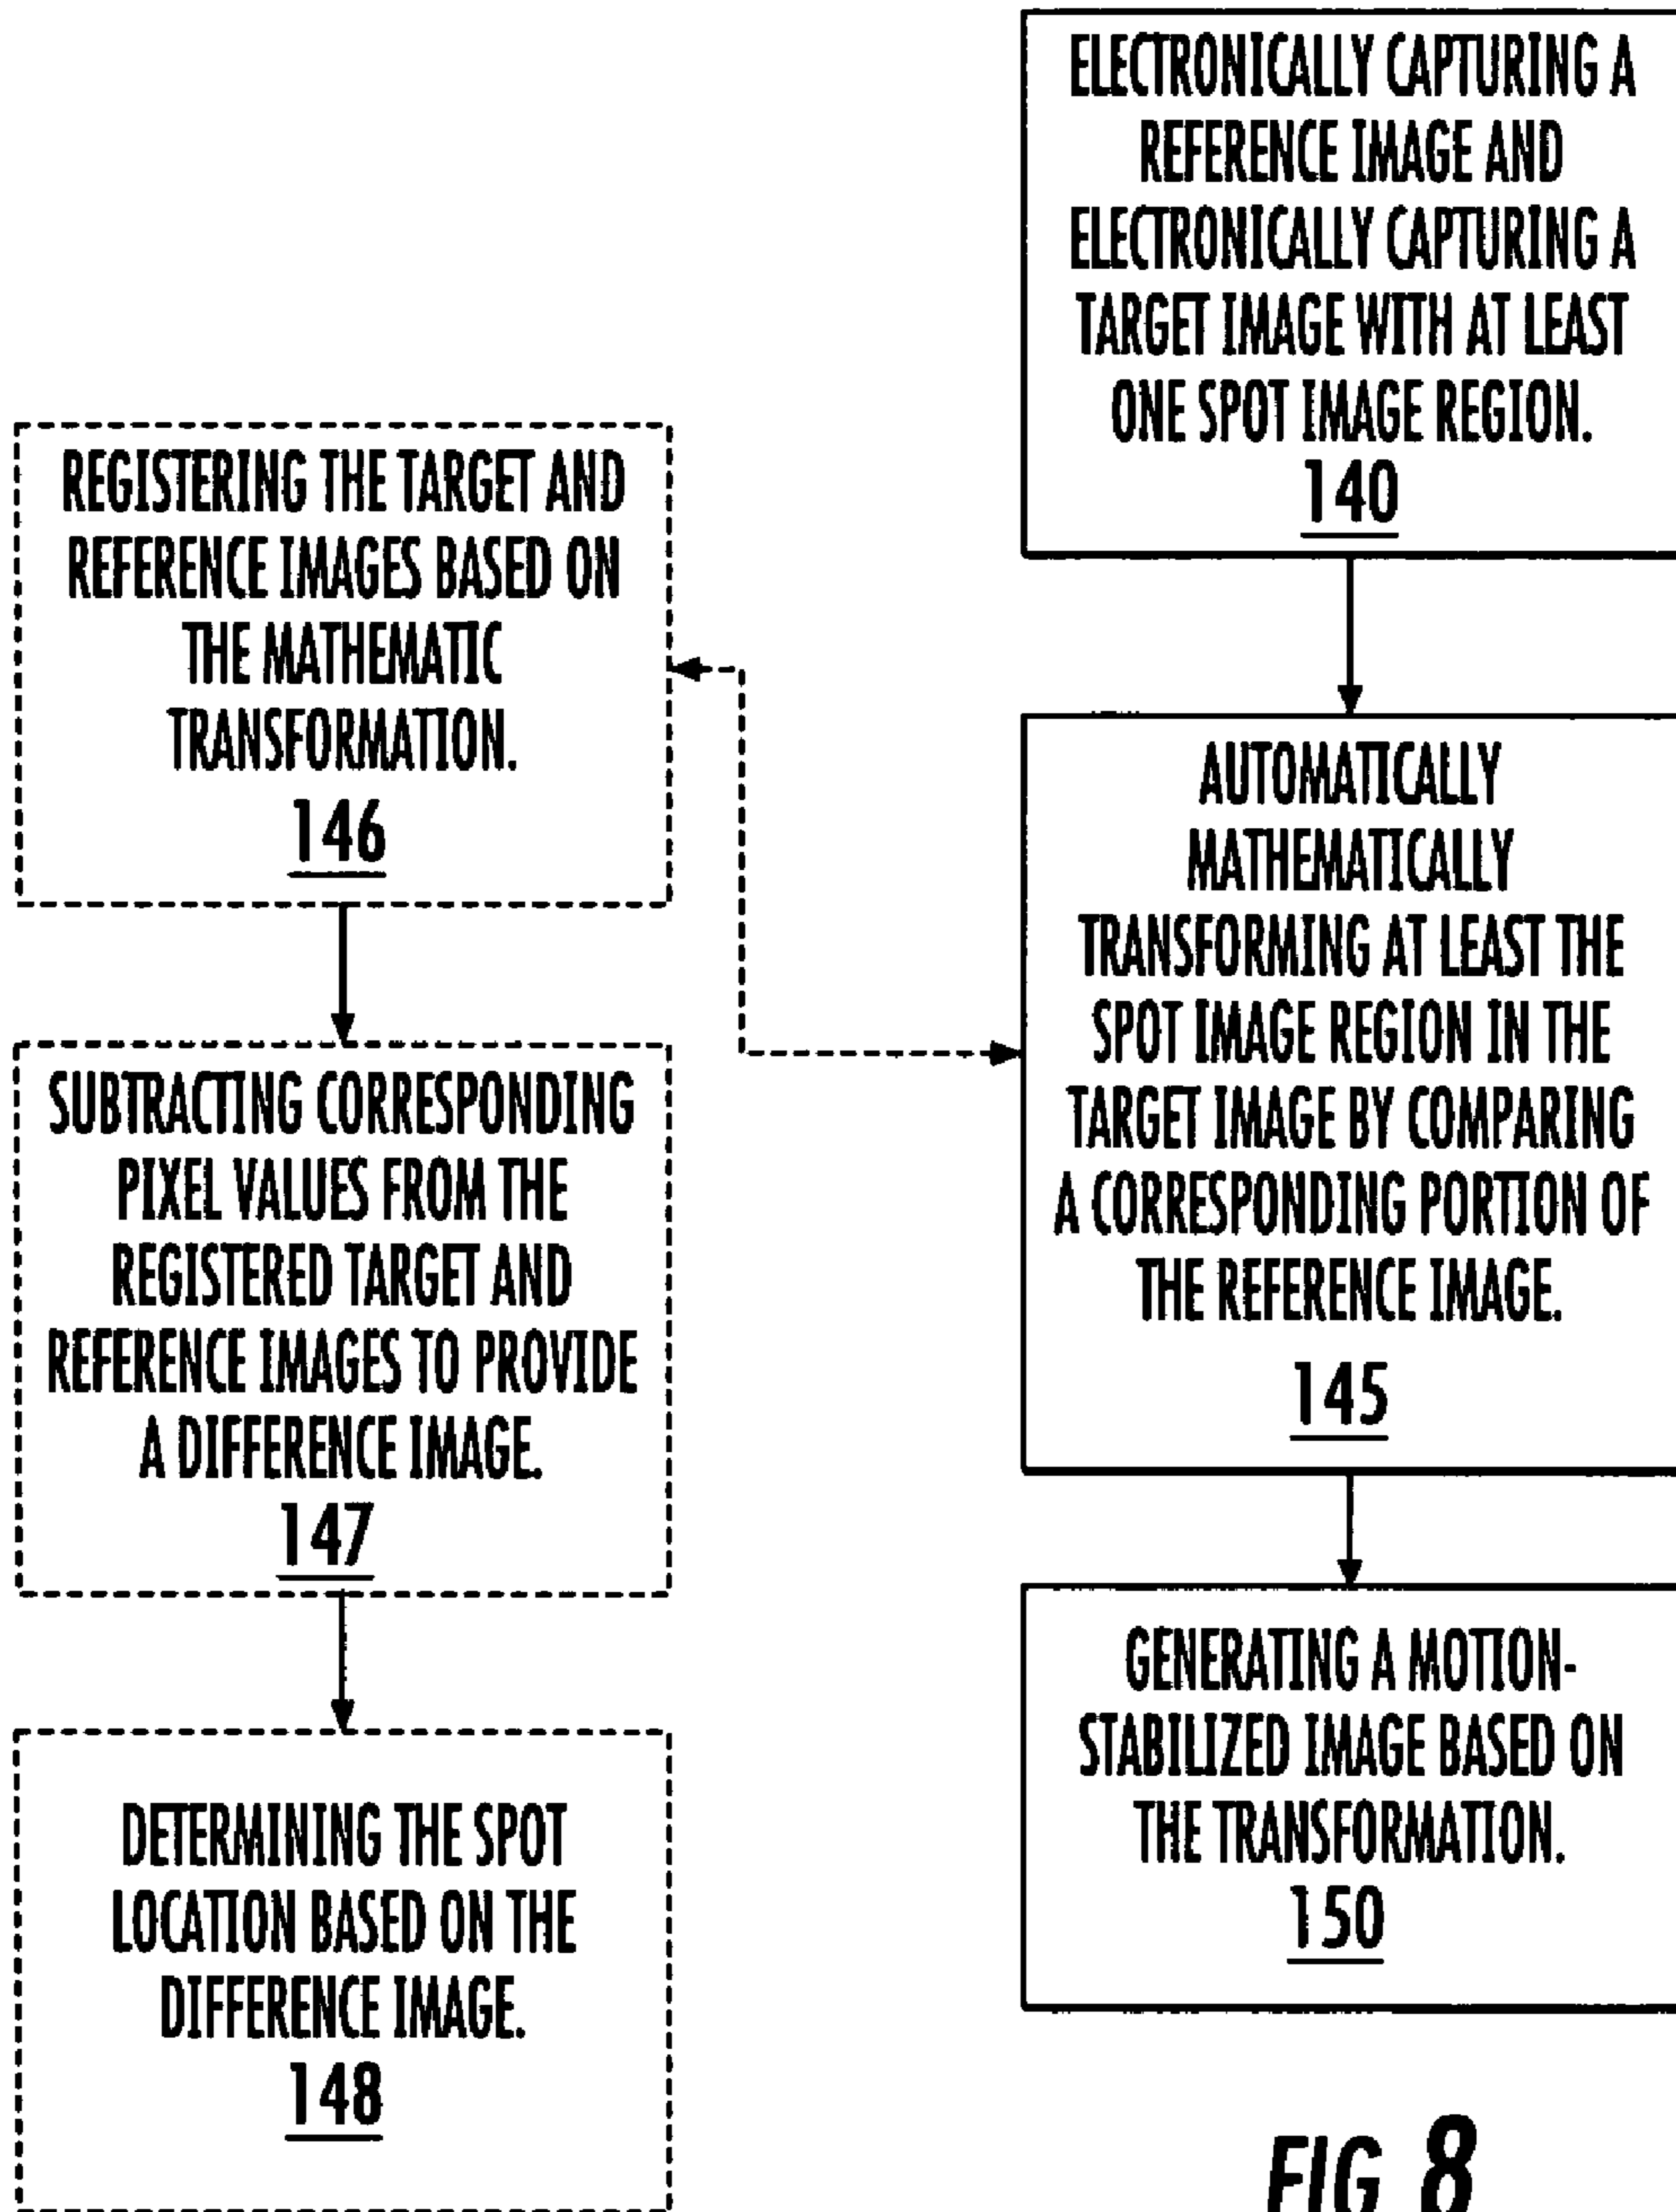 ELECTRONICALLY CAPTURING A
REFERENCE IMAGE AND
ELECTRONICALLY CAPTURING A
TARGET IMAGE WITH AT LEAST
ONE SPOT IMAGE REGION.
140
AUTOMATICALLY
MATHEMATICALLY
TRANSFORMING AT LEAST THE
SPOT IMAGE REGION IN THE
TARGET IMAGE BY COMPARING
A CORRESPONDING PORTION OF
THE REFERENCE IMAGE.
145
GENERATING A MOTION-
STABILIZED IMAGE BASED ON
THE TRANSFORMATION.
150
REGISTERING THE TARGET AND
REFERENCE IMAGES BASED ON
THE MATHEMATIC
TRANSFORMATION.
146
SUBTRACTING CORRESPONDING
PIXEL VALUES FROM THE
REGISTERED TARGET AND
REFERENCE IMAGES TO PROVIDE
A DIFFERENCE IMAGE.
147
DETERMINING THE SPOT
LOCATION BASED ON THE
DIFFERENCE IMAGE.
148
FIG 8